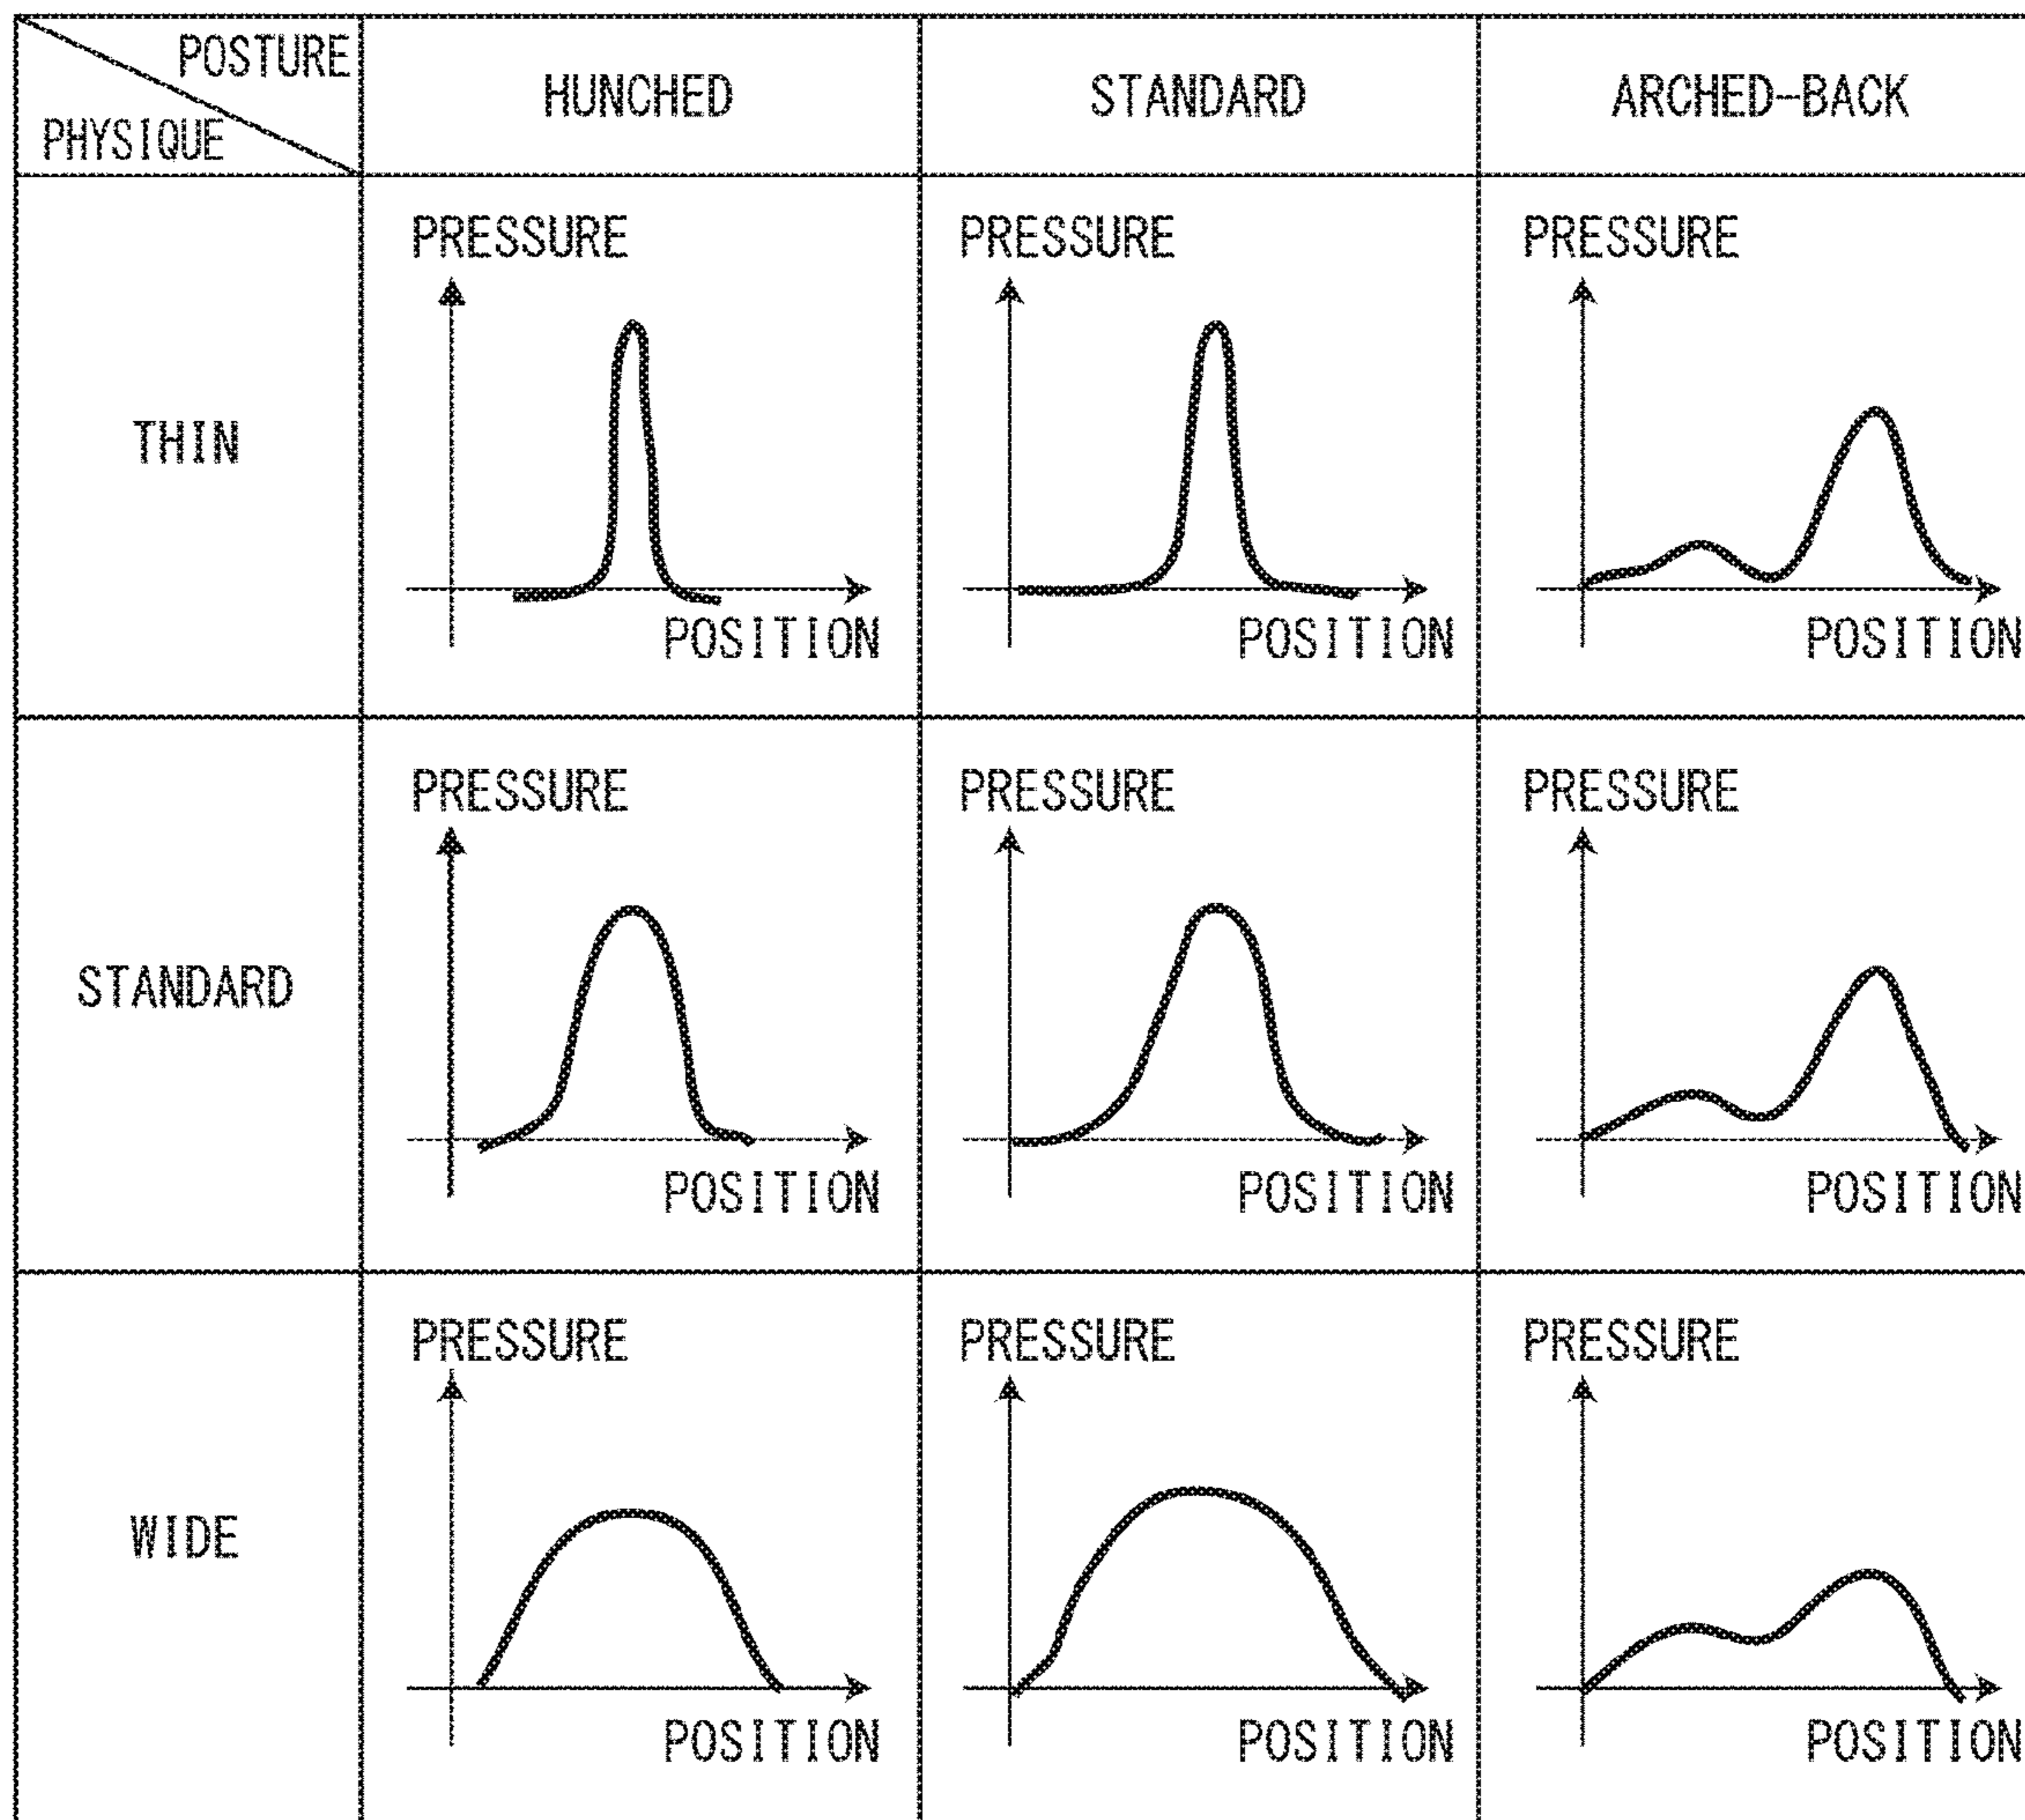 POSTURE
PHYSIQUE
HUNCHED
STANDARD
ARCHED-BACK
THIN
PRESSURE
POSITION
PRESSURE
POSITION
PRESSURE
POSITION
STANDARD
PRESSURE
POSITION
PRESSURE
POSITION
PRESSURE
POSITION
WIDE
PRESSURE
POSITION
PRESSURE
POSITION
PRESSURE
POSITION